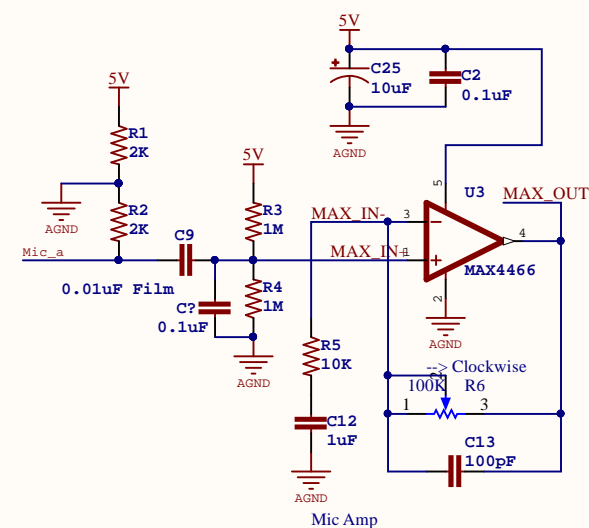 5V
C25
10uF
C2
0.1uF
AGND
5V
R1
2K
AGND
R2
2K
Mic_a
C9
0.01uF Film
C?
0.1uF
5V
R3
1M
R4
1M
AGND
MAX_IN-
MAX_IN+
3
1
5
2
4
U3
MAX_OUT
MAX4466
AGND
R5
10K
C12
1uF
AGND
--> Clockwise
100K R6
2
1
3
C13
100pF
Mic Amp